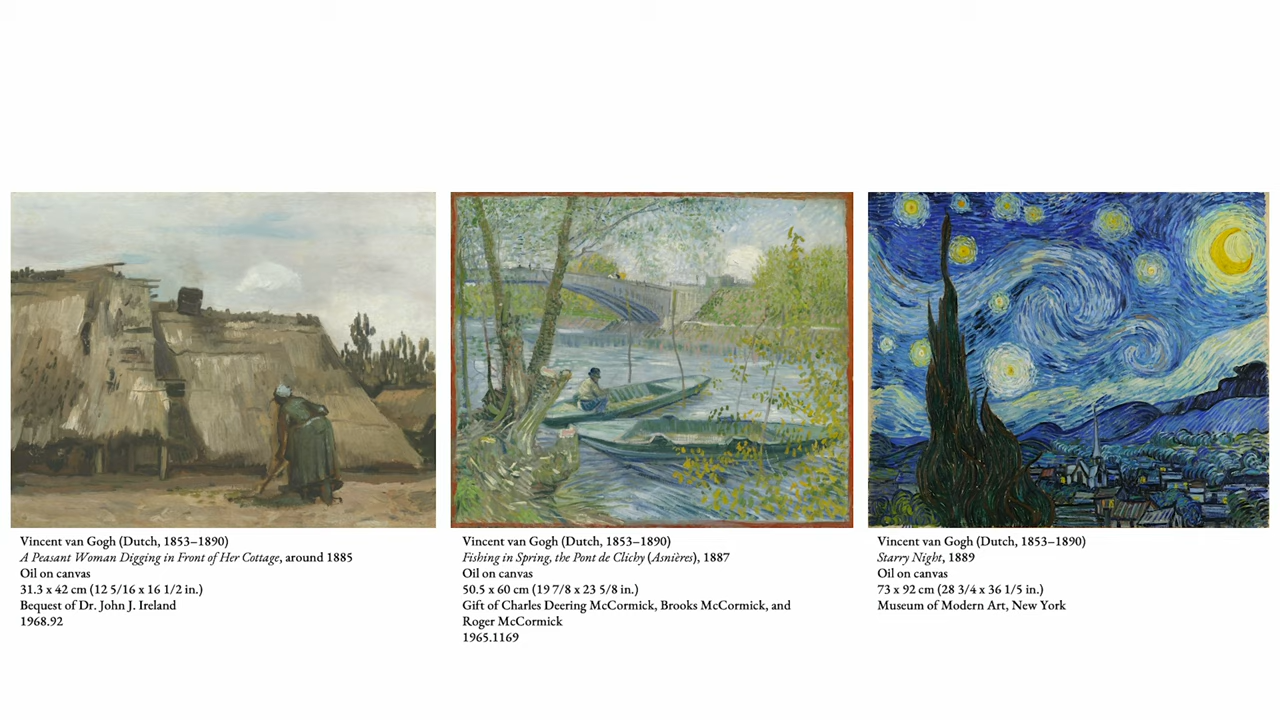 Vincent van Gogh (Dutch, 1853–1890)
A Peasant Woman Digging in Front of Her Cottage, around 1885
Oil on canvas
31.3 x 42 cm (12 5/16 x 16 1/2 in.)
Bequest of Dr. John J. Ireland
1968.92
Vincent van Gogh (Dutch, 1853–1890)
Fishing in Spring, the Pont de Clichy (Asnières), 1887
Oil on canvas
50.5 x 60 cm (19 7/8 x 23 5/8 in.)
Gift of Charles Deering McCormick, Brooks McCormick, and
Roger McCormick
1965.1169
Vincent van Gogh (Dutch, 1853–1890)
Starry Night, 1889
Oil on canvas
73 x 92 cm (28 3/4 x 36 1/5 in.)
Museum of Modern Art, New York